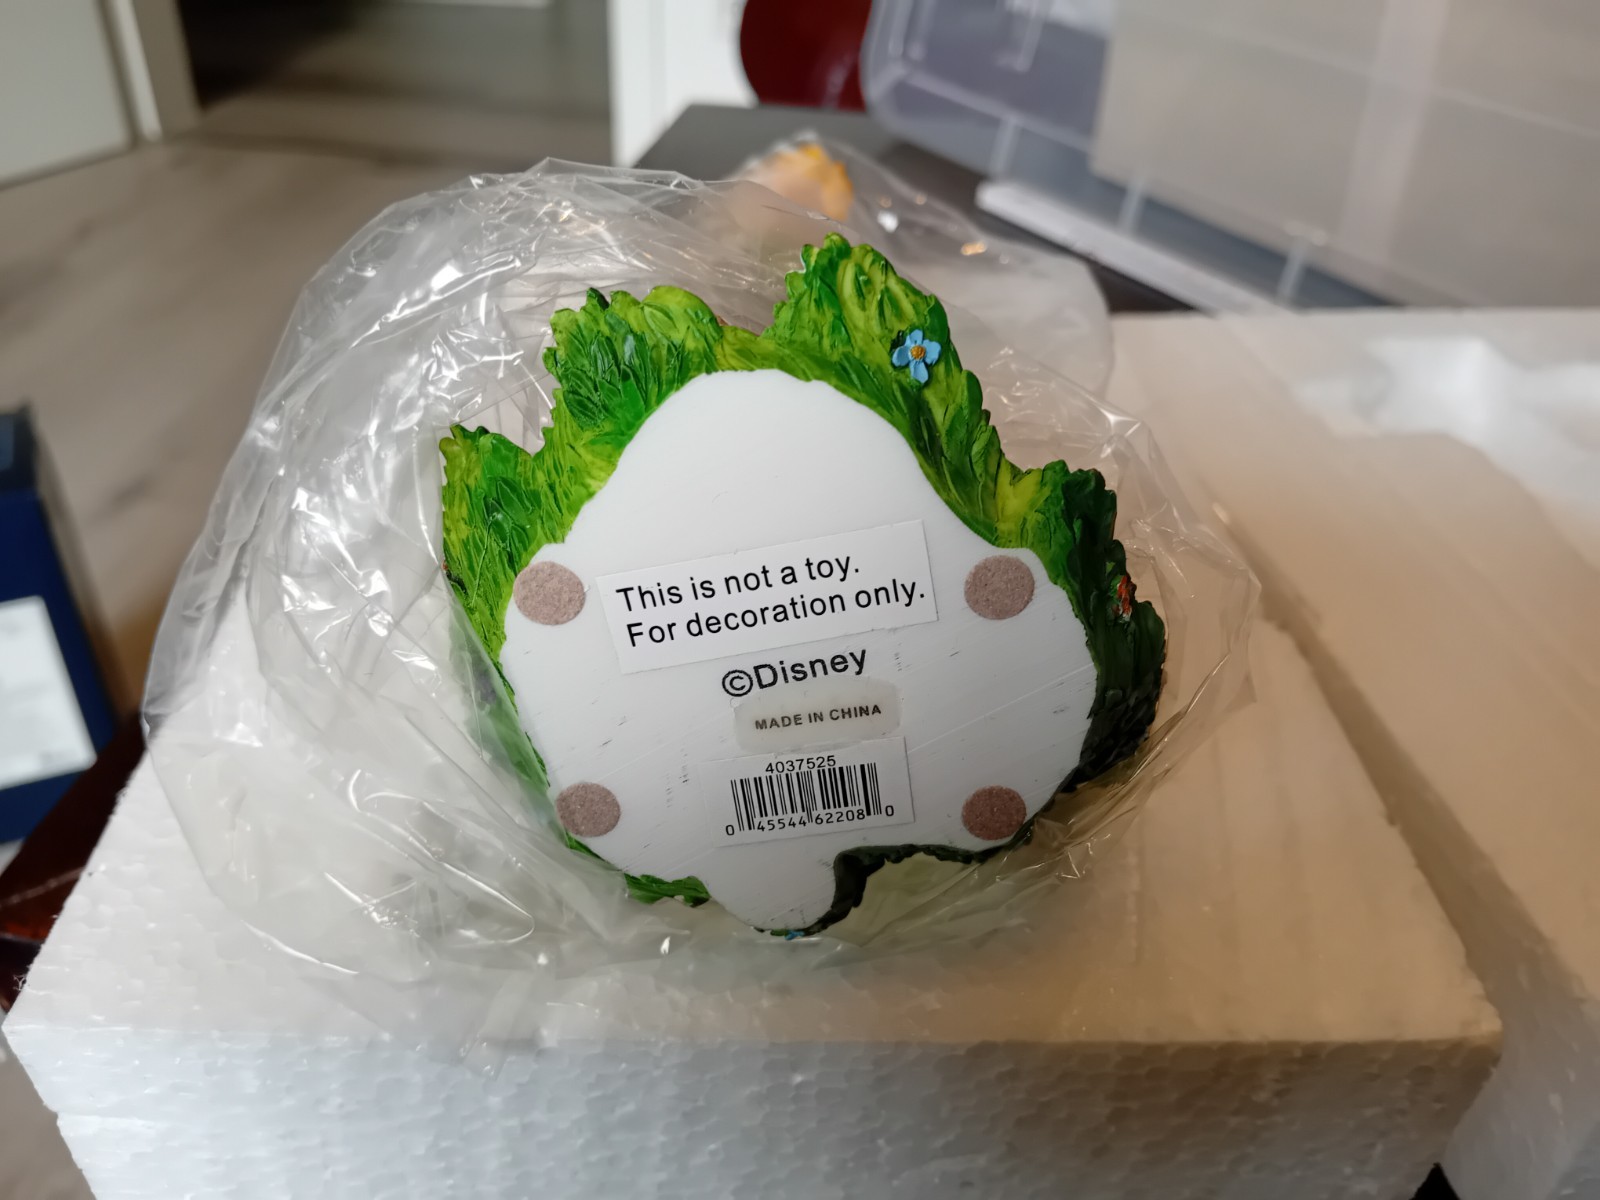 This is not a toy.
For decoration only.
©Disney
MADE IN CHINA
4037525
0 45544 62208 0